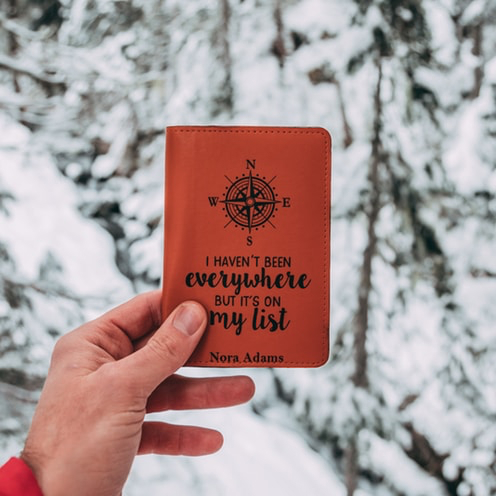 N
W E
S
I HAVEN'T BEEN
everywhere
BUT IT'S ON
my list
Nora Adams